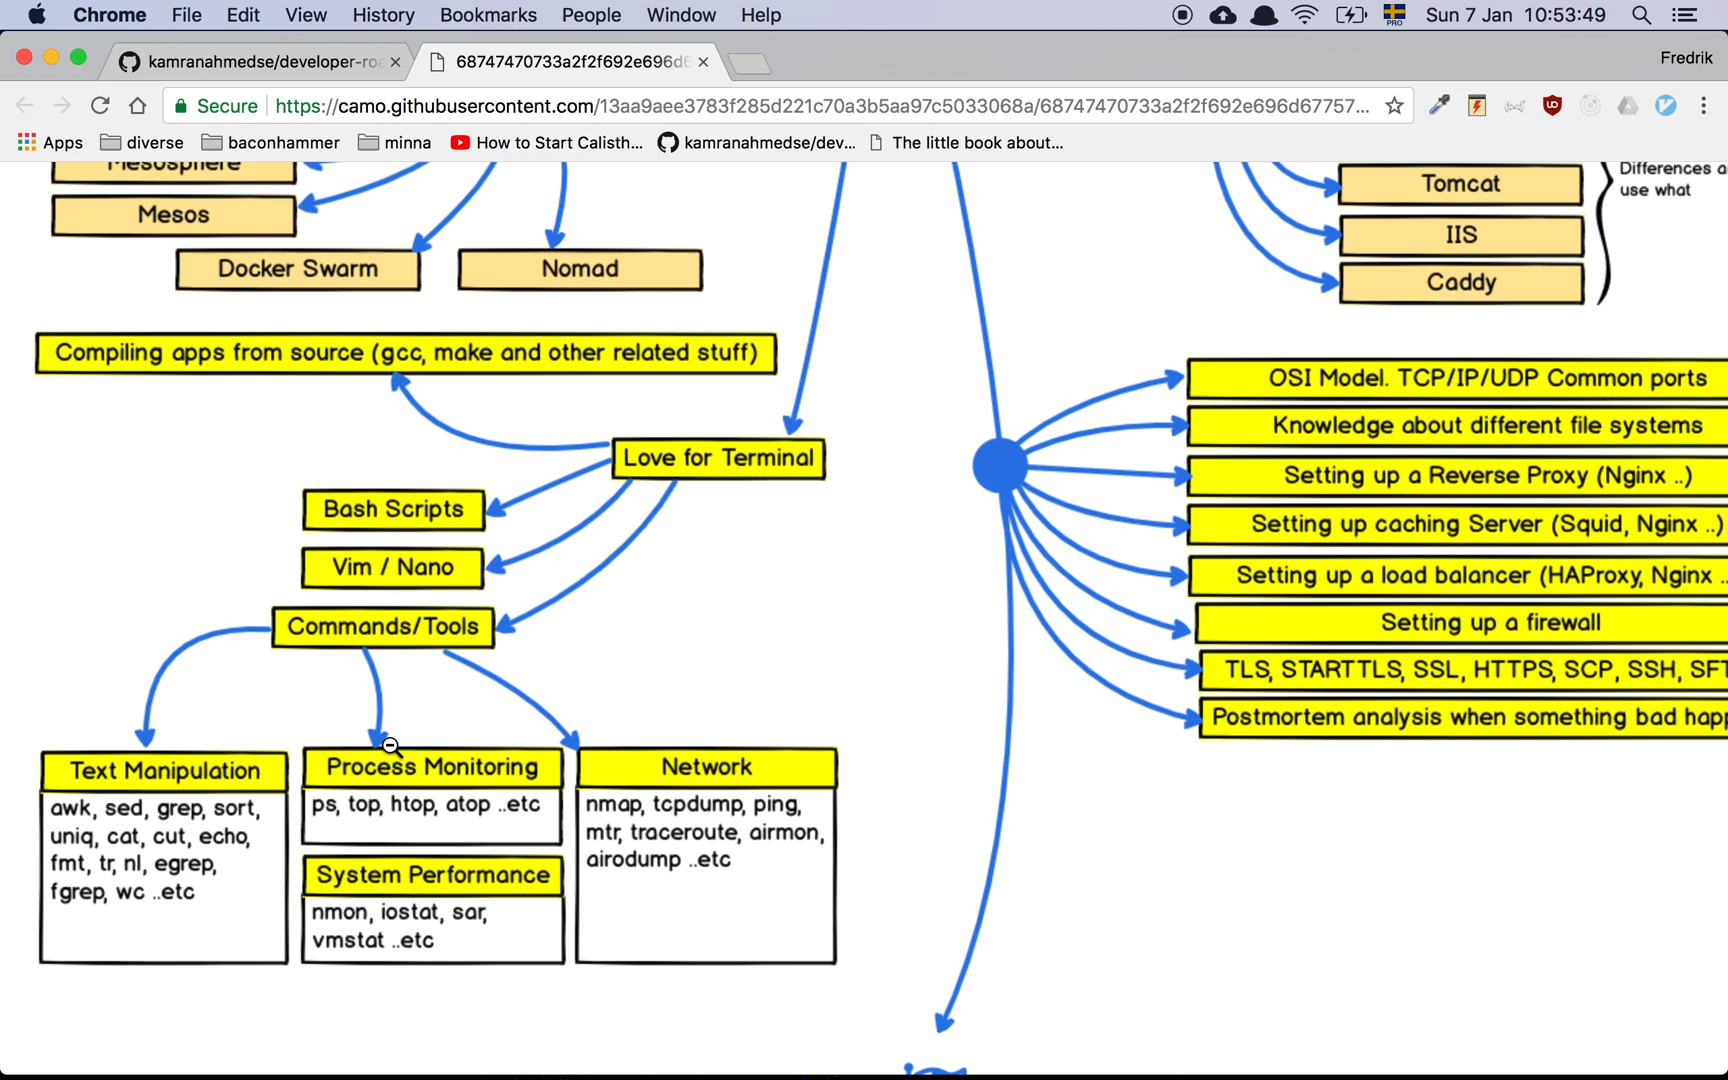 Chrome File Edit View History Bookmarks People Window Help
PRO
Sun 7 Jan 10:53:49
kamranahmedse/developer-roa
68747470733a2f2f692e696d6
Fredrik
Secure
https://camo.githubusercontent.com/13aa9aee3783f285d221c70a3b5aa97c5033068a/68747470733a2f2f692e696d67757...
Apps
diverse
baconhammer
minna
How to Start Calisth...
kamranahmedse/dev...
The little book about...
Mesosphere
Mesos
Docker Swarm
Nomad
Tomcat
IIS
Caddy
Differences a
use what
Compiling apps from source (gcc, make and other related stuff)
Love for Terminal
Bash Scripts
Vim / Nano
Commands/Tools
Text Manipulation
awk, sed, grep, sort,
uniq, cat, cut, echo,
fmt, tr, nl, egrep,
fgrep, wc ..etc
Process Monitoring
ps, top, htop, atop ..etc
System Performance
nmon, iostat, sar,
vmstat ..etc
Network
nmap, tcpdump, ping,
mtr, traceroute, airmon,
airodump ..etc
OSI Model. TCP/IP/UDP Common ports
Knowledge about different file systems
Setting up a Reverse Proxy (Nginx ..)
Setting up caching Server (Squid, Nginx ..)
Setting up a load balancer (HAProxy, Nginx ..
Setting up a firewall
TLS, STARTTLS, SSL, HTTPS, SCP, SSH, SFT
Postmortem analysis when something bad happ